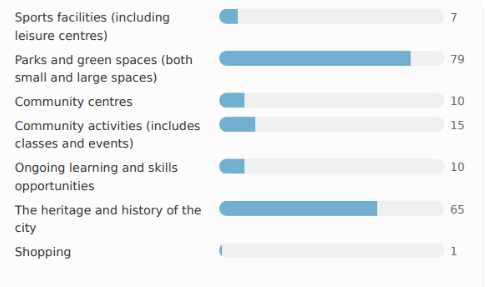 Sports facilities (including 7
leisure centres)
Parks and green spaces (both 79
small and large spaces)
Community centres 10
Community activities (includes 15
classes and events)
Ongoing learning and skills 10
opportunities
The heritage and history of the 65
city
Shopping 1